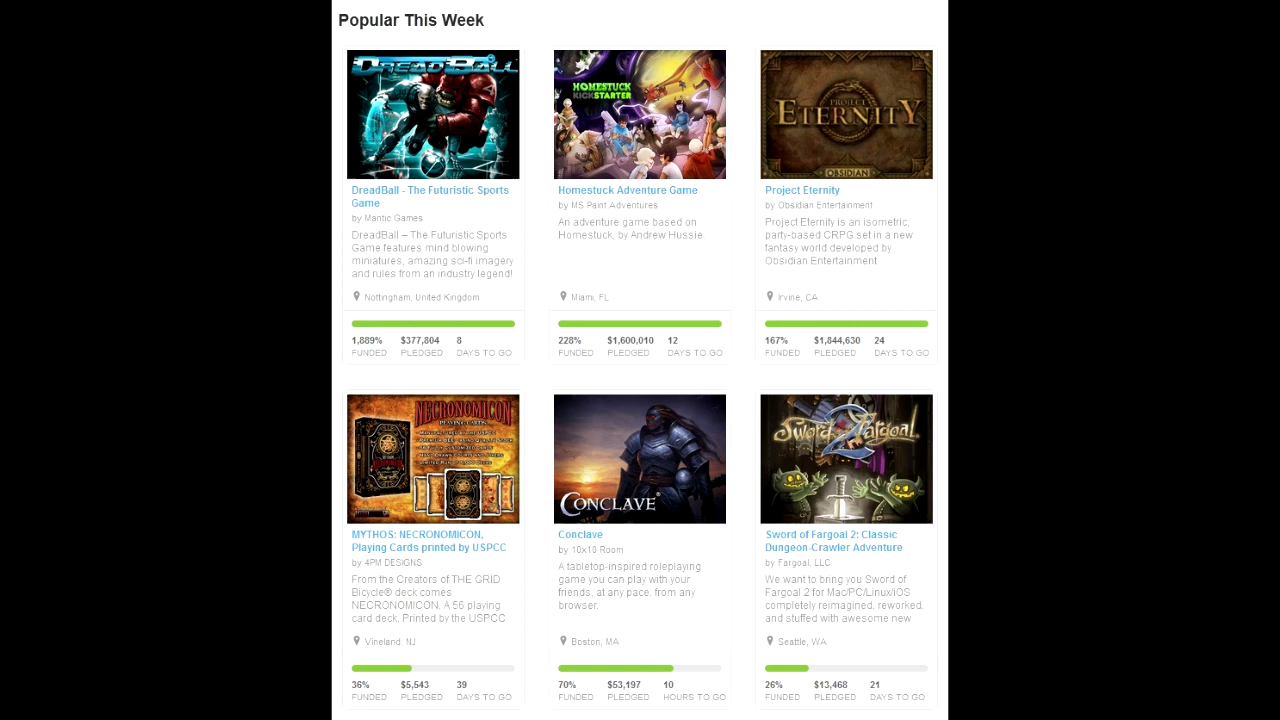 Popular This Week
DREADBALL
HOMESTUCK
KICKSTARTER
PROJECT
ETERNITY
OBSIDIAN
DreadBall - The Futuristic Sports
Game
by Mantic Games
DreadBall – The Futuristic Sports
Game features mind blowing
miniatures, amazing sci-fi imagery
and rules from an industry legend!
Nottingham, United Kingdom
1,889% $377,804 8
FUNDED PLEDGED DAYS TO GO
Homestuck Adventure Game
by MS Paint Adventures
An adventure game based on
Homestuck, by Andrew Hussie
Miami, FL
228% $1,600,010 12
FUNDED PLEDGED DAYS TO GO
Project Eternity
by Obsidian Entertainment
Project Eternity is an isometric,
party-based CRPG set in a new
fantasy world developed by
Obsidian Entertainment
Irvine, CA
167% $1,844,630 24
FUNDED PLEDGED DAYS TO GO
NECRONOMICON
PLAYING CARDS
MYTHOS: NECRONOMICON,
Playing Cards printed by USPCC
by 4PM DESIGNS
From the Creators of THE GRID
Bicycle® deck comes
NECRONOMICON. A 56 playing
card deck. Printed by the USPCC
Vineland, NJ
36% $5,543 39
FUNDED PLEDGED DAYS TO GO
CONCLAVE
Conclave
by 10x10 Room
A tabletop-inspired roleplaying
game you can play with your
friends, at any pace, from any
browser.
Boston, MA
70% $53,197 10
FUNDED PLEDGED HOURS TO GO
Sword of Fargoal 2
Sword of Fargoal 2: Classic
Dungeon-Crawler Adventure
by Fargoal, LLC
We want to bring you Sword of
Fargoal 2 for Mac/PC/Linux/iOS
completely reimagined, reworked,
and stuffed with awesome new
Seattle, WA
26% $13,468 21
FUNDED PLEDGED DAYS TO GO